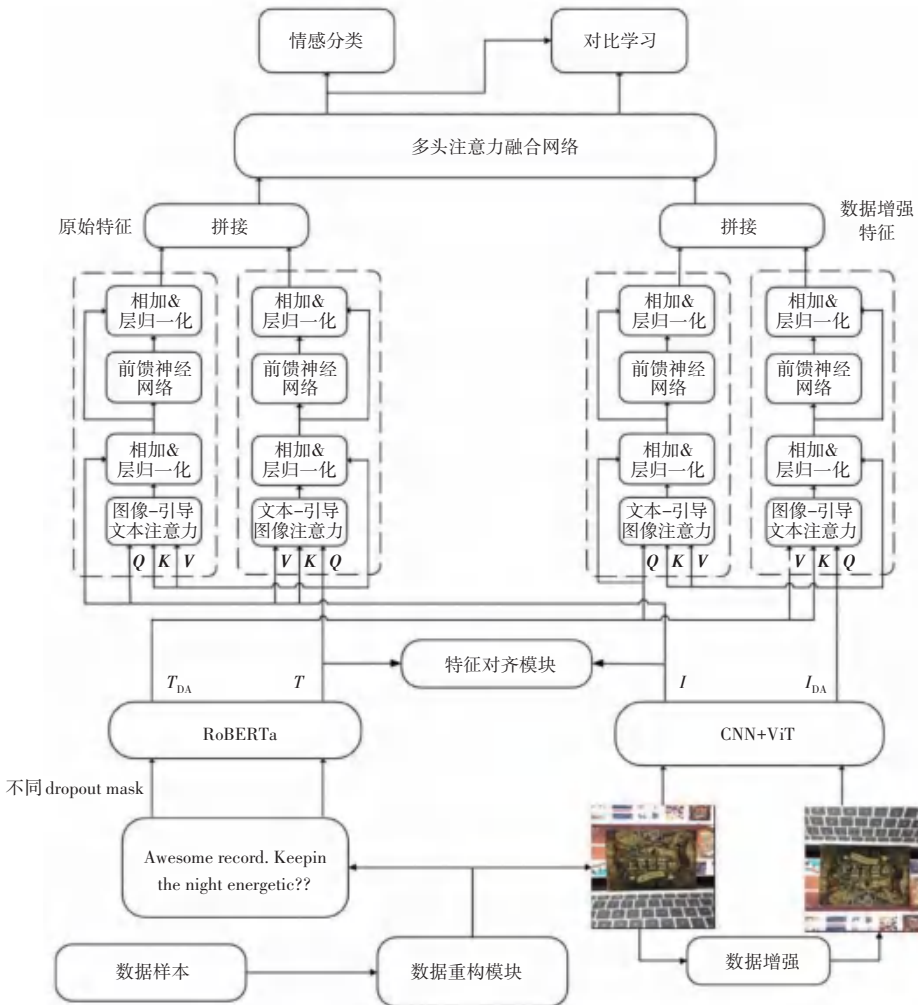 情感分类
对比学习
多头注意力融合网络
原始特征
拼接
拼接
数据增强
特征
相加&
层归一化
相加&
层归一化
相加&
层归一化
相加&
层归一化
前馈神经
网络
前馈神经
网络
前馈神经
网络
前馈神经
网络
相加&
层归一化
相加&
层归一化
相加&
层归一化
相加&
层归一化
图像-引导
文本注意力
文本-引导
图像注意力
文本-引导
图像注意力
图像-引导
文本注意力
Q K V
V K Q
Q K V
V K Q
特征对齐模块
T_DA
T
I
I_DA
RoBERTa
CNN+ViT
不同dropout mask
Awesome record. Keepin
the night energetic??
数据样本
数据重构模块
数据增强